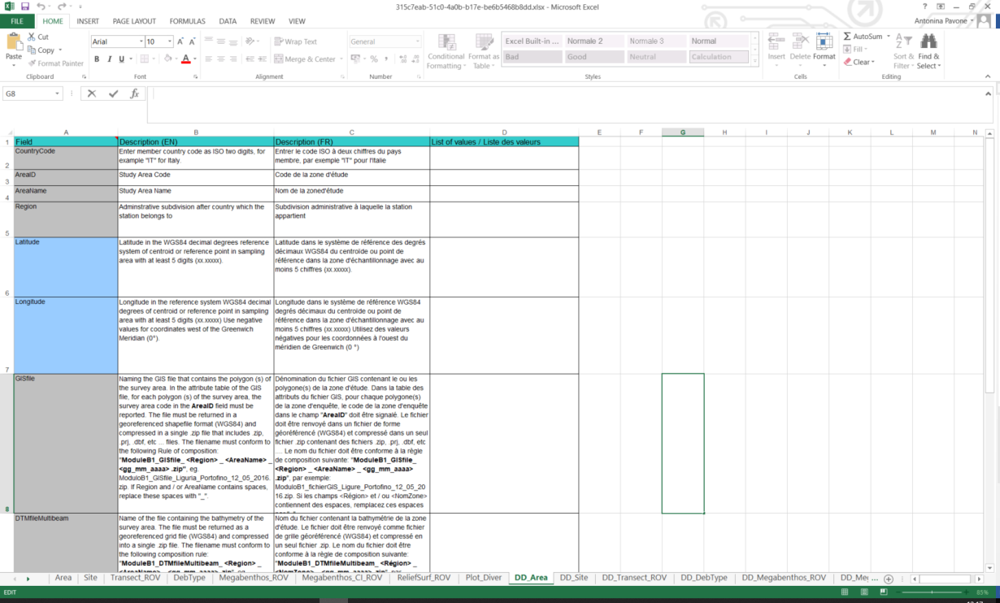 315c7eab-51c0-4a0b-b17e-be6b5468b8dd.xlsx - Microsoft Excel
FILE HOME INSERT PAGE LAYOUT FORMULAS DATA REVIEW VIEW Antonina Pavone
Paste
Cut
Copy
Format Painter
Clipboard
Arial 10
B I U
Font
Wrap Text
Merge & Center
Alignment
General
Number
Conditional Formatting
Format as Table
Excel Built-in ... Normale 2 Normale 3 Normal
Bad Good Neutral Calculation
Styles
Insert Delete Format
Cells
AutoSum
Fill
Clear
Sort & Filter
Find & Select
Editing
G8
A B C D E F G H I J K L M N
1 Field Description (EN) Description (FR) List of values / Liste des valeurs
2 CountryCode
Enter member country code as ISO two digits, for
example "IT" for Italy
Entrer le code ISO à deux chiffres du pays
membre, par exemple "IT" pour l'Italie
3 AreaID Study Area Code Code de la zone d'étude
4 AreaName Study Area Name Nom de la zoned'étude
5 Region
Adminstrative subdivision after country which the
station belongs to
Subdivision administrative à laquelle la station
appartient
6 Latitude
Latitude in the WGS84 decimal degrees reference
system of centroid or reference point in sampling
area with at least 5 digits (xx.xxxxx).
Latitude dans le système de référence des degrés
décimaux WGS84 du centroïde ou point de
référence dans la zone d'échantillonnage avec au
moins 5 chiffres (xx.xxxxx).
7 Longitude
Longitude in the reference system WGS84 decimal
degrees of centroid or reference point in sampling
area with at least 5 digits (xx.xxxxx) Use negative
values for coordinates west of the Greenwich
Meridian (0°).
Longitude dans le système de référence WGS84
degrés décimaux du centroïde ou point de
référence dans la zone d'échantillonnage avec au
moins 5 chiffres (xx.xxxxx) Utilisez des valeurs
négatives pour les coordonnées à l'ouest du
méridien de Greenwich (0 °)
8 GISfile
Naming the GIS file that contains the polygon (s) of
the survey area. In the attribute table of the GIS
file, for each polygon (s) of the survey area, the
survey area code in the AreaID field must be
reported. The file must be returned in a
georeferenced shapefile format (WGS84) and
compressed in a single .zip file that includes .zip,
.prj, .dbf, etc ... files. The filename must conform to
the following Rule of composition:
"ModuleB1_GISfile_ <Region> _ <AreaName> _
<gg_mm_aaaa> .zip", eg.
ModuloB1_GISfile_Liguria_Portofino_12_05_2016.
zip. If Region and / or AreaName contains spaces,
replace these spaces with "_".
Dénomination du fichier GIS contenant le ou les
polygone(s) de la zone d'étude. Dans la table des
attributs du fichier GIS, pour chaque polygone(s)
de la zone d'enquête, le code de la zone d'enquête
dans le champ "AreaID" doit être signalé. Le fichier
doit être renvoyé dans un fichier de forme
géoréférencé (WGS84) et compressé dans un seul
fichier .zip contenant des fichiers .zip, .prj, .dbf, etc
.... Le nom du fichier doit être conforme à la règle
de composition suivante: "ModuleB1_GISfile_
<Region> _ <AreaName> _ <gg_mm_aaaa>
.zip", par exemple:
ModuloB1_fichierGIS_Ligure_Portofino_12_05_20
16.zip. Si les champs <Région> et / ou <NomZone>
contiennent des espaces, remplacez ces espaces
DTMfileMultibeam
Name of the file containing the bathymetry of the
survey area. The file must be returned as a
georeferenced grid file (WGS84) and compressed
into a single .zip file. The filename must conform to
the following composition rule:
"ModuleB1_DTMfileMultibeam_ <Region> _
<AreaName> _ <gg_mm_aaaa> .zip", eg.
Nom du fichier contenant la bathymétrie de la zone
d'étude. Le fichier doit être renvoyé comme fichier
de grille géoréférencé (WGS84) et compressé en
un seul fichier .zip. Le nom du fichier doit être
conforme à la règle de composition suivante:
"ModuleB1_DTMfileMultibeam_ <Région> _
<NomZone> _ <gg_mm_aaaa> .zip", par
Area Site Transect_ROV DebType Megabenthos_ROV Megabenthos_CI_ROV ReliefSurf_ROV Plot_Diver DD_Area DD_Site DD_Transect_ROV DD_DebType DD_Megabenthos_ROV DD_Meg ...
EDIT 85%